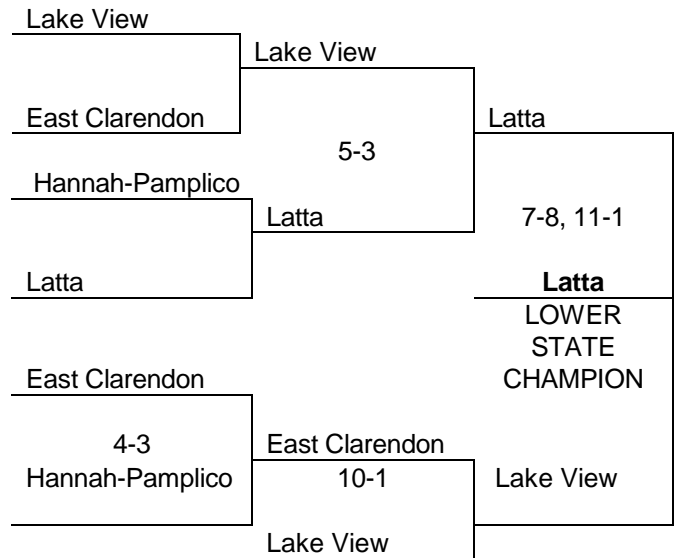 Lake View
Lake View
East Clarendon
Latta
5-3
Hannah-Pamplico
Latta
7-8, 11-1
Latta
Latta
LOWER
STATE
CHAMPION
East Clarendon
4-3
East Clarendon
Hannah-Pamplico
10-1
Lake View
Lake View